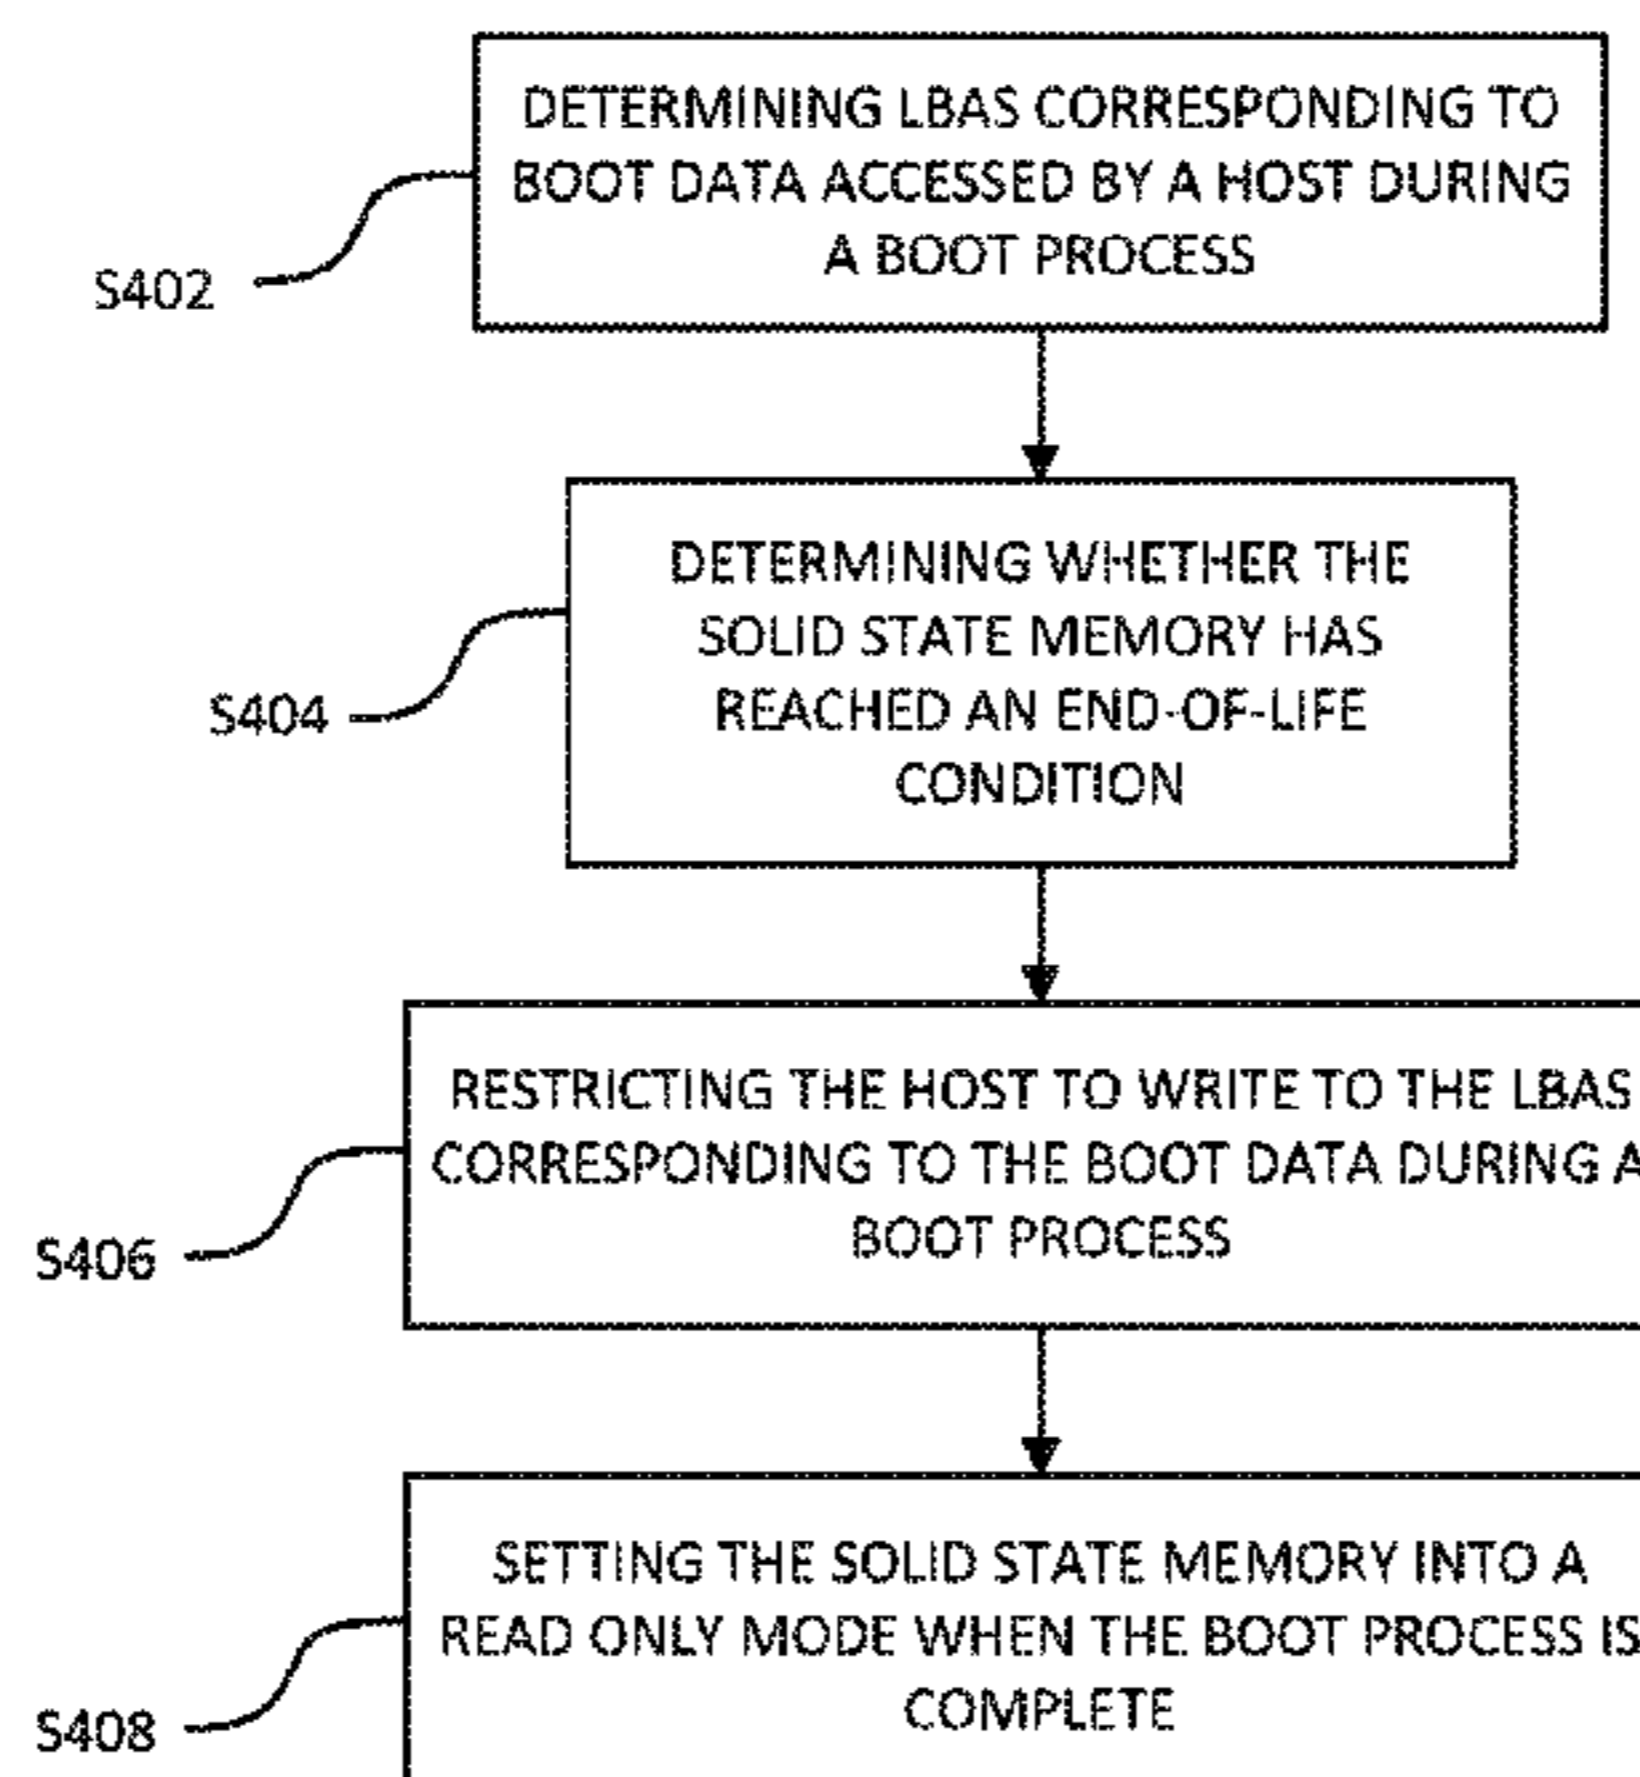 DETERMINING LBAS CORRESPONDING TO
BOOT DATA ACCESSED BY A HOST DURING
A BOOT PROCESS
S402
DETERMINING WHETHER THE
SOLID STATE MEMORY HAS
REACHED AN END-OF-LIFE
CONDITION
S404
RESTRICTING THE HOST TO WRITE TO THE LBAS
CORRESPONDING TO THE BOOT DATA DURING A
BOOT PROCESS
S406
SETTING THE SOLID STATE MEMORY INTO A
READ ONLY MODE WHEN THE BOOT PROCESS IS
COMPLETE
S408